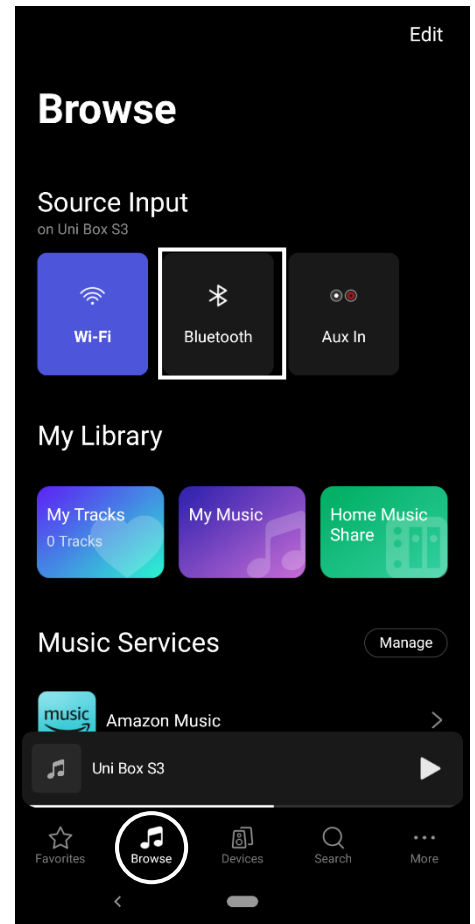 Edit
Browse
Source Input
on Uni Box S3
Wi-Fi
Bluetooth
Aux In
My Library
My Tracks
0 Tracks
My Music
Home Music
Share
Music Services
Manage
music
Amazon Music
Uni Box S3
Favorites
Browse
Devices
Search
More